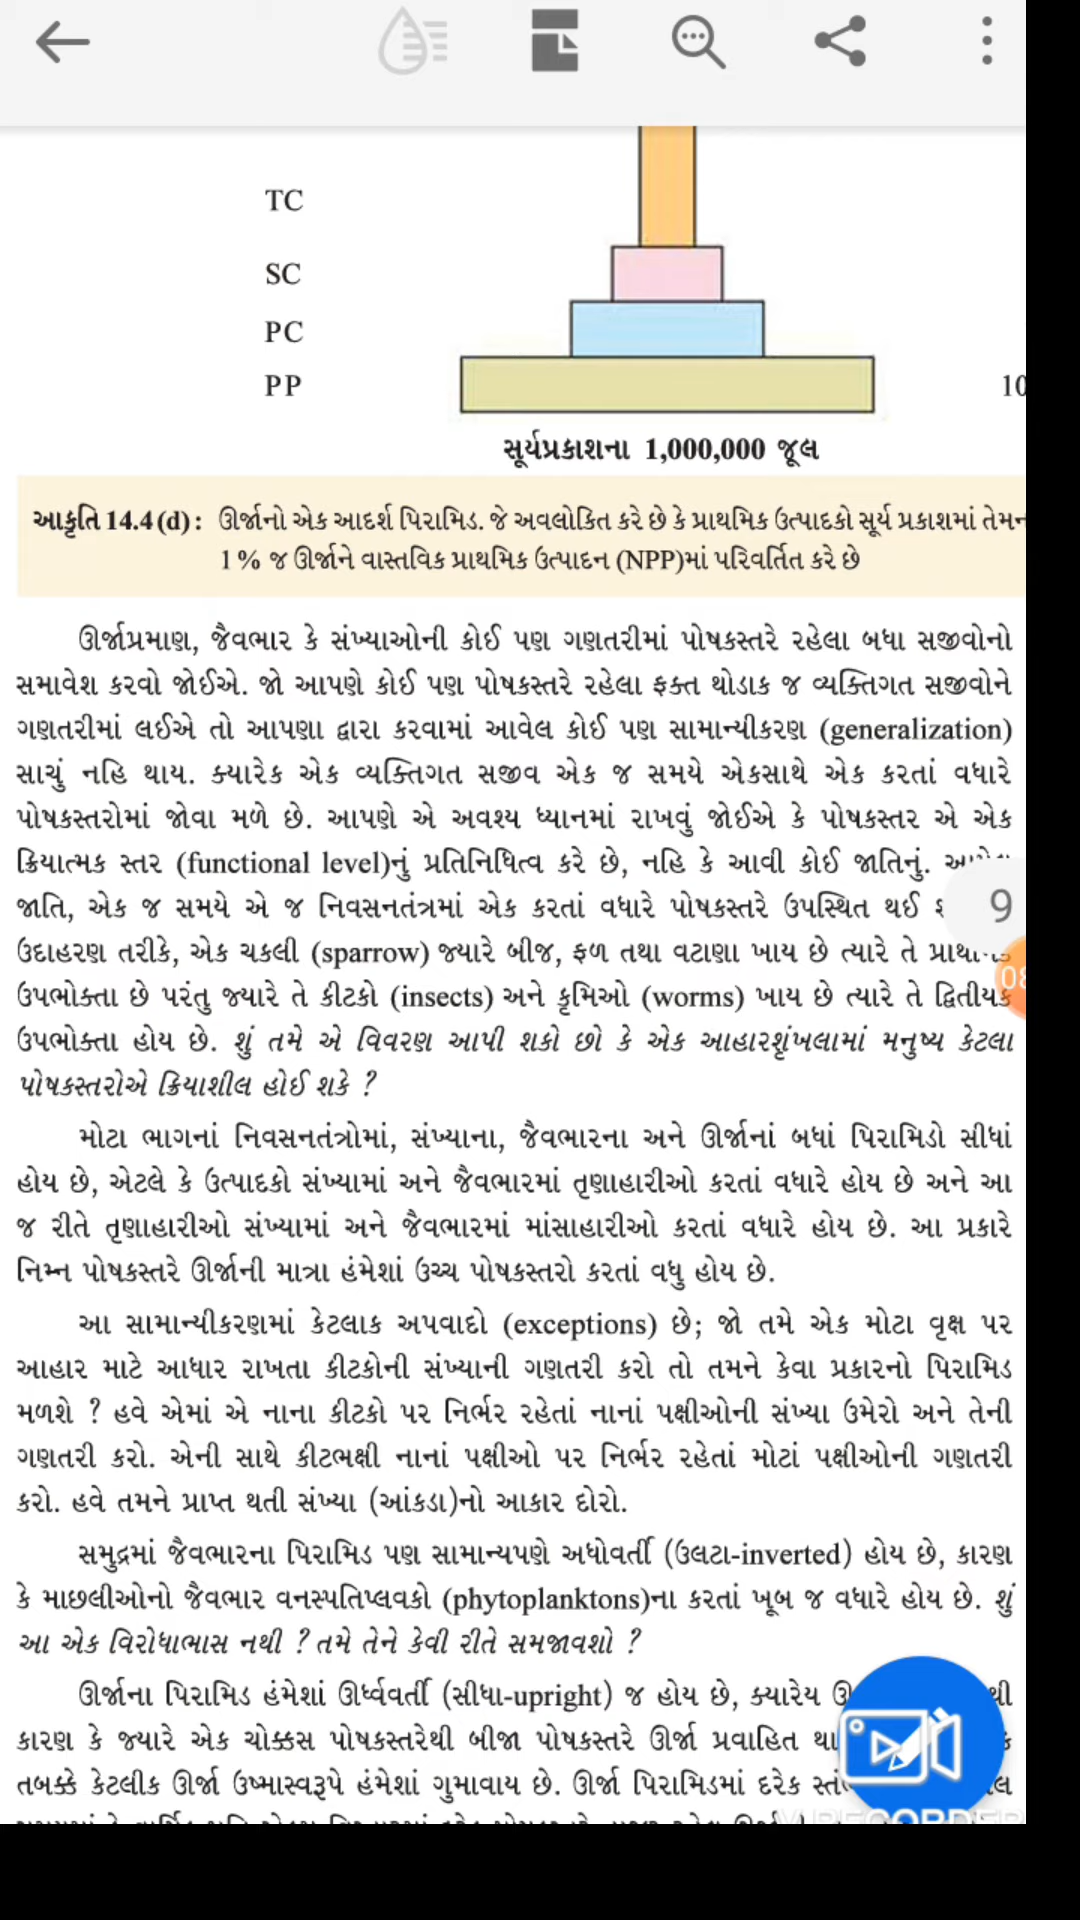 TC
SC
PC
PP
10
સૂર્યપ્રકાશના 1,000,000 જૂલ
આકૃતિ 14.4 (d) : ઊર્જાનો એક આદર્શ પિરામિડ. જે અવલોકિત કરે છે કે પ્રાથમિક ઉત્પાદકો સૂર્ય પ્રકાશમાં
1 % જ ઊર્જાને વાસ્તવિક પ્રાથમિક ઉત્પાદન (NPP)માં પરિવર્તિત કરે છે
ઊર્જાપ્રમાણ, જૈવભાર કે સંખ્યાઓની કોઈ પણ ગણતરીમાં પોષકસ્તરે રહેલા બધા સજીવોનો
સમાવેશ કરવો જોઈએ. જો આપણે કોઈ પણ પોષકસ્તરે રહેલા ફક્ત થોડાક જ વ્યક્તિગત સજીવોને
ગણતરીમાં લઈએ તો આપણા દ્વારા કરવામાં આવેલ કોઈ પણ સામાન્યીકરણ (generalization)
સાચું નહિ થાય. ક્યારેક એક વ્યક્તિગત સજીવ એક જ સમયે એકસાથે એક કરતાં વધારે
પોષકસ્તરોમાં જોવા મળે છે. આપણે એ અવશ્ય ધ્યાનમાં રાખવું જોઈએ કે પોષકસ્તર એ એક
ક્રિયાત્મક સ્તર (functional level)નું પ્રતિનિધિત્વ કરે છે, નહિ કે આવી કોઈ જાતિનું.
જાતિ, એક જ સમયે એ જ નિવસનતંત્રમાં એક કરતાં વધારે પોષકસ્તરે ઉપસ્થિત થઈ
9
ઉદાહરણ તરીકે, એક ચકલી (sparrow) જ્યારે બીજ, ફળ તથા વટાણા ખાય છે ત્યારે તે
08
ઉપભોક્તા છે પરંતુ જ્યારે તે કીટકો (insects) અને કૃમિઓ (worms) ખાય છે ત્યારે તે દ્વિતીયક
ઉપભોક્તા હોય છે. શું તમે એ વિવરણ આપી શકો છો કે એક આહારશૃંખલામાં મનુષ્ય કેટલા
પોષકસ્તરોએ ક્રિયાશીલ હોઈ શકે ?
મોટા ભાગનાં નિવસનતંત્રોમાં, સંખ્યાના, જૈવભારના અને ઊર્જાનાં બધાં પિરામિડો સીધાં
હોય છે, એટલે કે ઉત્પાદકો સંખ્યામાં અને જૈવભારમાં તૃણાહારીઓ કરતાં વધારે હોય છે અને આ
જ રીતે તૃણાહારીઓ સંખ્યામાં અને જૈવભારમાં માંસાહારીઓ કરતાં વધારે હોય છે. આ પ્રકારે
નિમ્ન પોષકસ્તરે ઊર્જાની માત્રા હંમેશાં ઉચ્ચ પોષકસ્તરો કરતાં વધુ હોય છે.
આ સામાન્યીકરણમાં કેટલાક અપવાદો (exceptions) છે; જો તમે એક મોટા વૃક્ષ પર
આહાર માટે આધાર રાખતા કીટકોની સંખ્યાની ગણતરી કરો તો તમને કેવા પ્રકારનો પિરામિડ
મળશે ? હવે એમાં એ નાના કીટકો પર નિર્ભર રહેતાં નાનાં પક્ષીઓની સંખ્યા ઉમેરો અને તેની
ગણતરી કરો. એની સાથે કીટભક્ષી નાનાં પક્ષીઓ પર નિર્ભર રહેતાં મોટાં પક્ષીઓની ગણતરી
કરો. હવે તમને પ્રાપ્ત થતી સંખ્યા (આંકડા)નો આકાર દોરો.
સમુદ્રમાં જૈવભારના પિરામિડ પણ સામાન્યપણે અધોવર્તી (ઉલટા-inverted) હોય છે, કારણ
કે માછલીઓનો જૈવભાર વનસ્પતિપ્લવકો (phytoplanktons)ના કરતાં ખૂબ જ વધારે હોય છે. શું
આ એક વિરોધાભાસ નથી ? તમે તેને કેવી રીતે સમજાવશો ?
ઊર્જાના પિરામિડ હંમેશાં ઊર્ધ્વવર્તી (સીધા-upright) જ હોય છે, ક્યારેય
કારણ કે જ્યારે એક ચોક્કસ પોષકસ્તરેથી બીજા પોષકસ્તરે ઊર્જા પ્રવાહિત
તબક્કે કેટલીક ઊર્જા ઉષ્માસ્વરૂપે હંમેશાં ગુમાવાય છે. ઊર્જા પિરામિડમાં દરેક